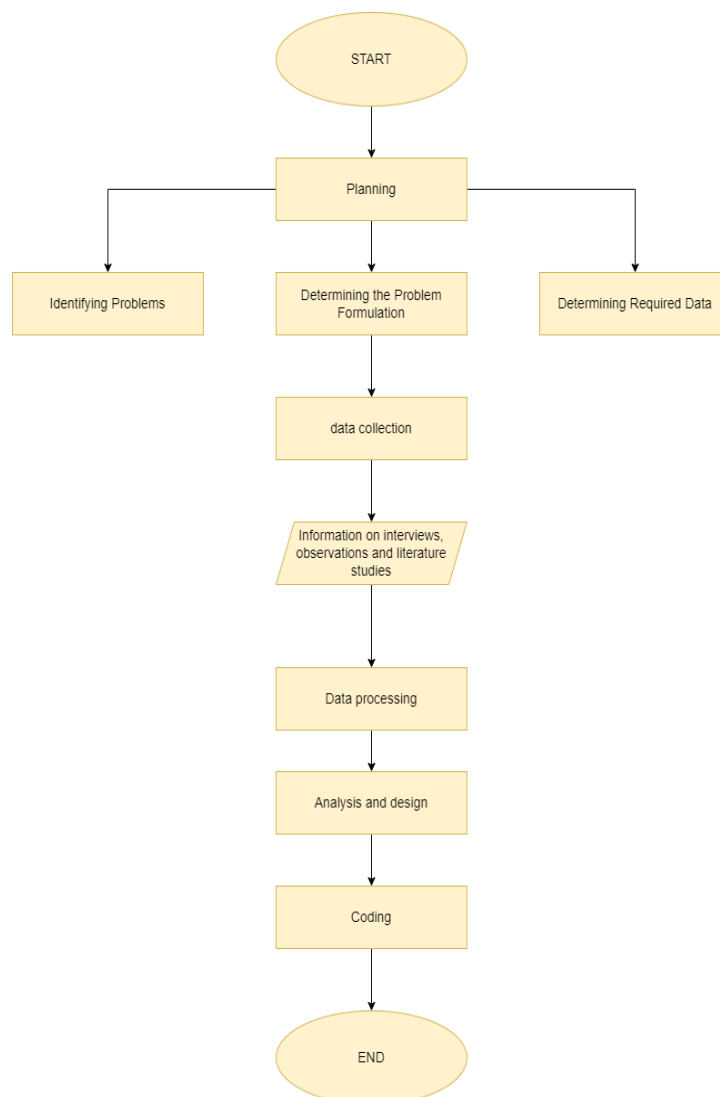 START
Planning
Identifying Problems
Determining the Problem
Formulation
Determining Required Data
data collection
Information on interviews,
observations and literature
studies
Data processing
Analysis and design
Coding
END